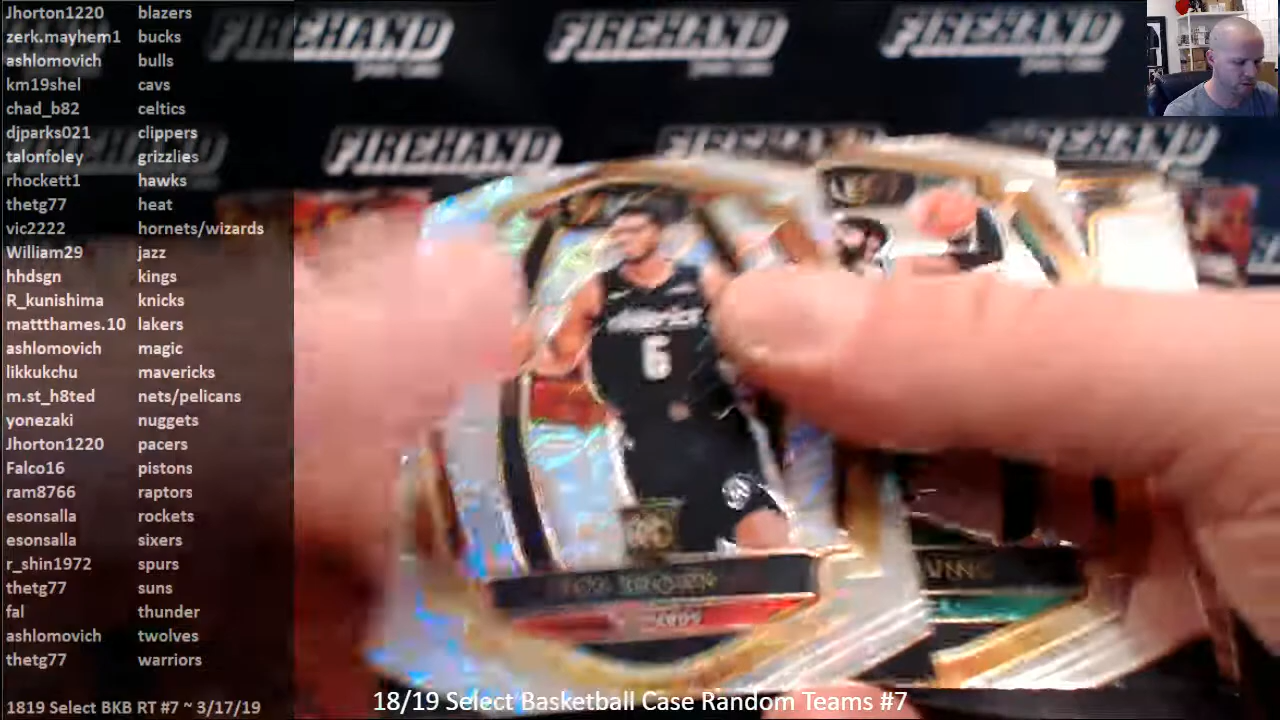 Jhorton1220 blazers
zerk.mayhem1 bucks
ashlomovich bulls
km19shel cavs
chad_b82 celtics
djparks021 clippers
talonfoley grizzlies
rhockett1 hawks
thetg77 heat
vic2222 hornets/wizards
William29 jazz
hhdsgn kings
R_kunishima knicks
mattthames.10 lakers
ashlomovich magic
likkukchu mavericks
m.st_h8ted nets/pelicans
yonezaki nuggets
Jhorton1220 pacers
Falco16 pistons
ram8766 raptors
esonsalla rockets
esonsalla sixers
r_shin1972 spurs
thetg77 suns
fal thunder
ashlomovich twolves
thetg77 warriors
1819 Select BKB RT #7 ~ 3/17/19
FIREHAND
FIREHAND
FIREHAND
FIREHAND
FIREHAND
FIREHAND
6
18/19 Select Basketball Case Random Teams #7